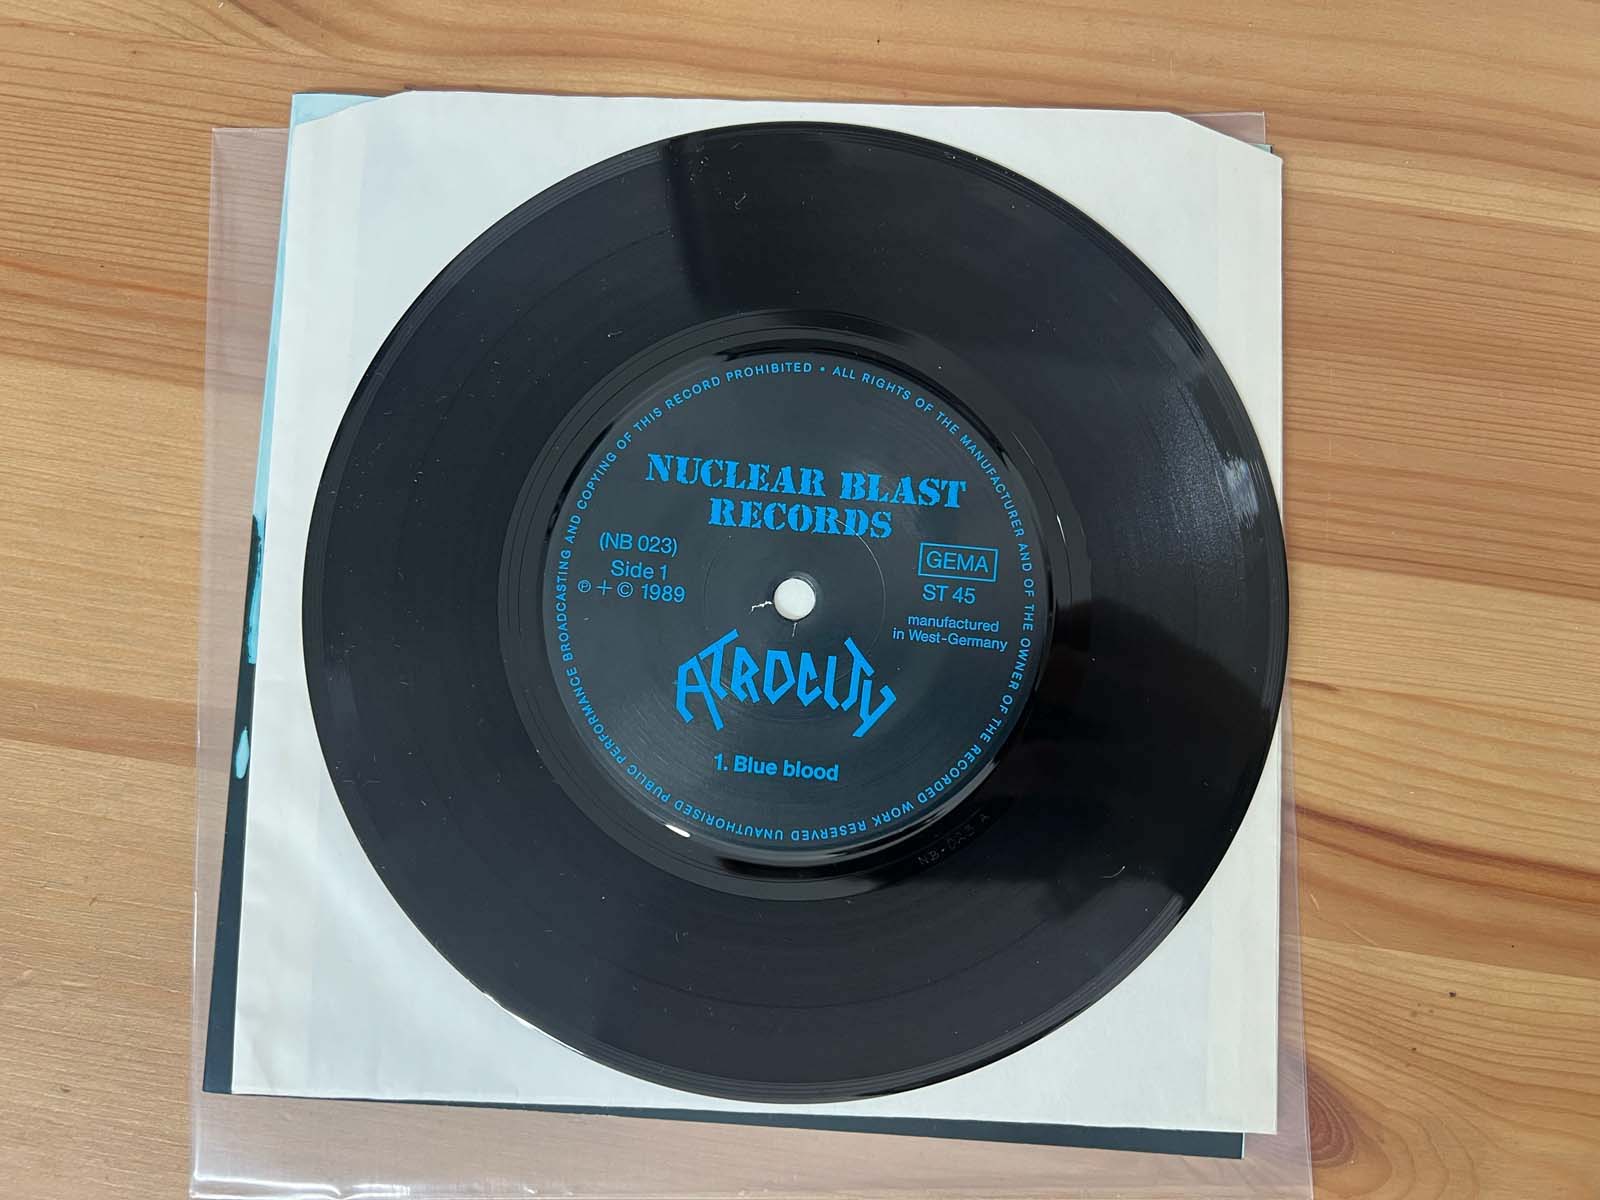 NUCLEAR BLAST
RECORDS
(NB 023)
Side 1
℗ + © 1989
GEMA
ST 45
manufactured
in West-Germany
ATROCITY
1. Blue blood
ALL RIGHTS OF THE MANUFACTURER AND OF THE OWNER OF THE RECORDED WORK RESERVED UNAUTHORISED PUBLIC PERFORMANCE BROADCASTING AND COPYING OF THIS RECORD PROHIBITED •
NB·023 A